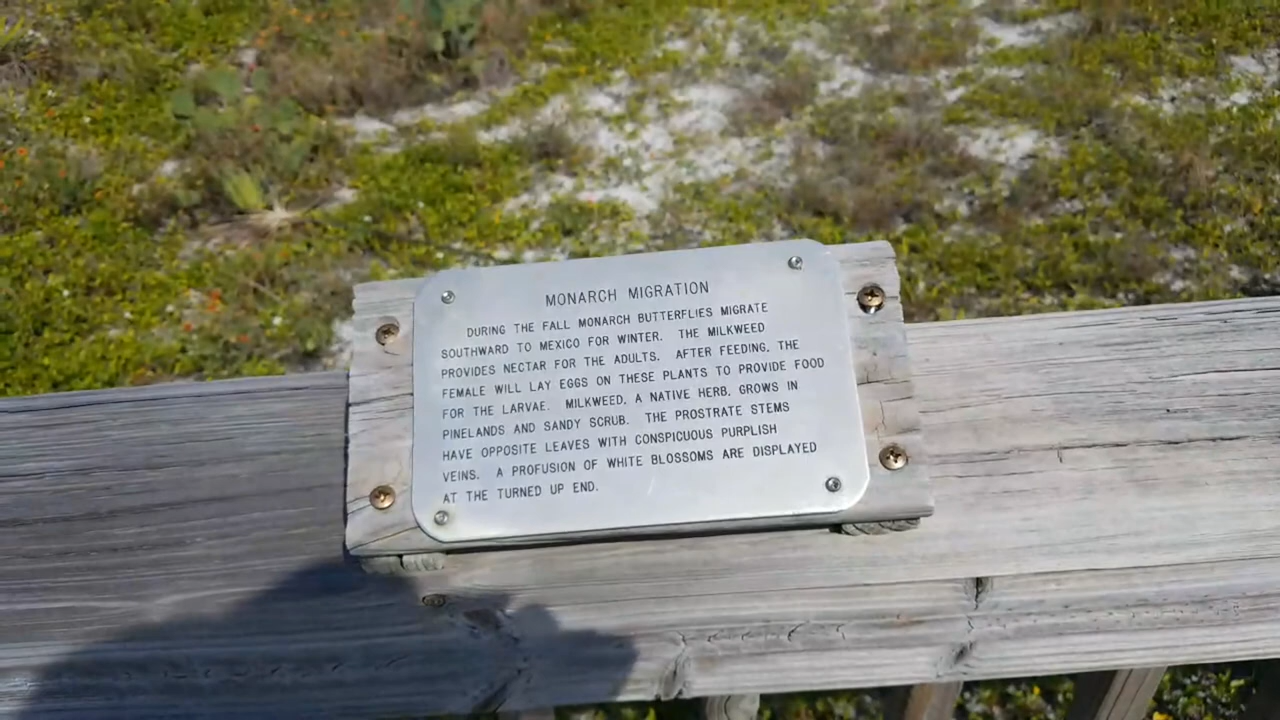 MONARCH MIGRATION
DURING THE FALL MONARCH BUTTERFLIES MIGRATE
SOUTHWARD TO MEXICO FOR WINTER. THE MILKWEED
PROVIDES NECTAR FOR THE ADULTS. AFTER FEEDING, THE
FEMALE WILL LAY EGGS ON THESE PLANTS TO PROVIDE FOOD
FOR THE LARVAE. MILKWEED, A NATIVE HERB, GROWS IN
PINELANDS AND SANDY SCRUB. THE PROSTRATE STEMS
HAVE OPPOSITE LEAVES WITH CONSPICUOUS PURPLISH
VEINS. A PROFUSION OF WHITE BLOSSOMS ARE DISPLAYED
AT THE TURNED UP END.